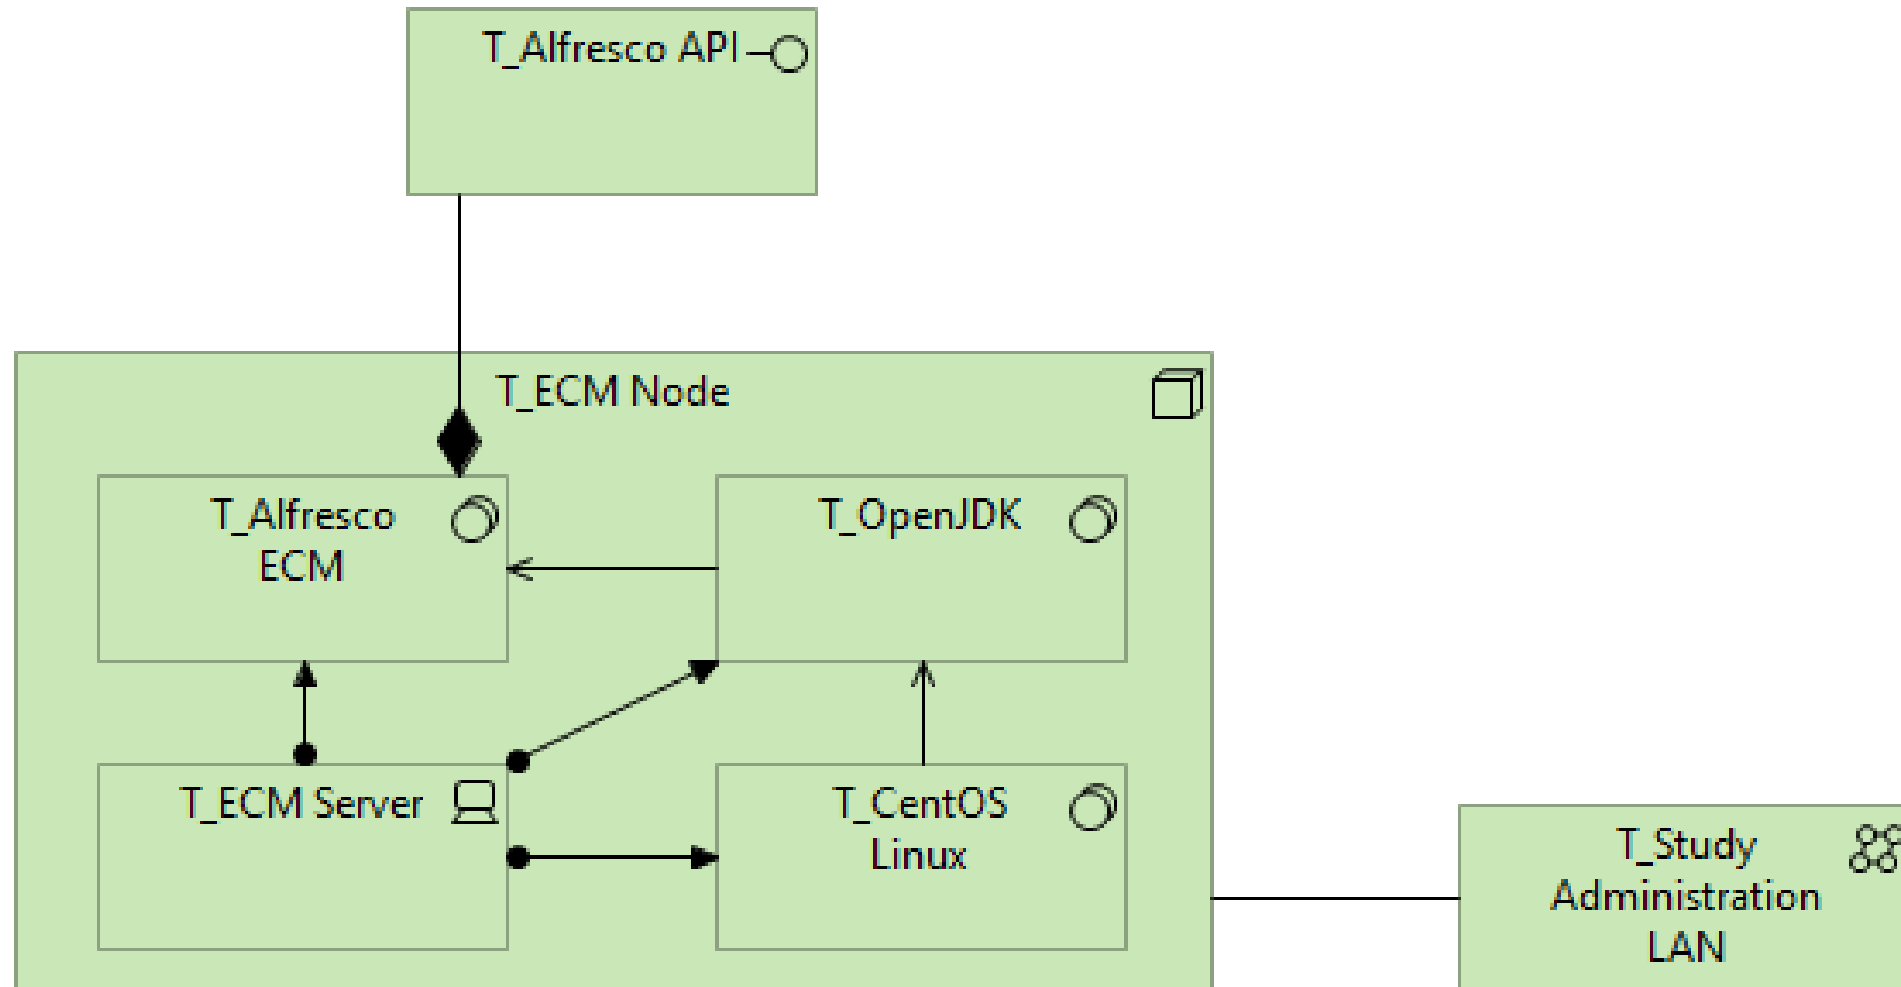 T_Alfresco API
T_ECM Node
T_Alfresco
ECM
T_OpenJDK
T_ECM Server
T_CentOS
Linux
T_Study
Administration
LAN